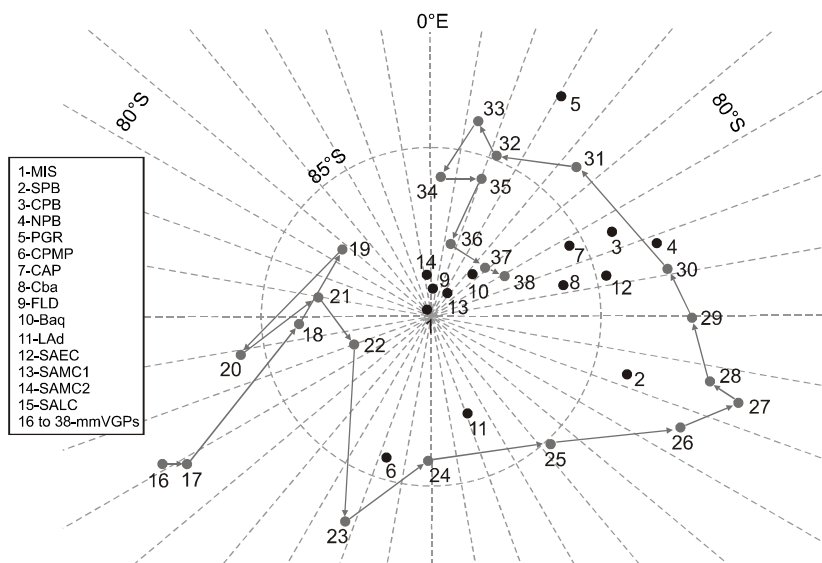 0°E
80°S
80°S
85°S
1-MIS
2-SPB
3-CPB
4-NPB
5-PGR
6-CPMP
7-CAP
8-Cba
9-FLD
10-Baq
11-LAd
12-SAEC
13-SAMC1
14-SAMC2
15-SALC
16 to 38-mmVGPs
5
33
32
31
34
35
36
37
38
3
4
7
30
19
14
9
10
8
12
21
13
18
1
29
20
22
2
28
27
11
26
6
24
25
16
17
23